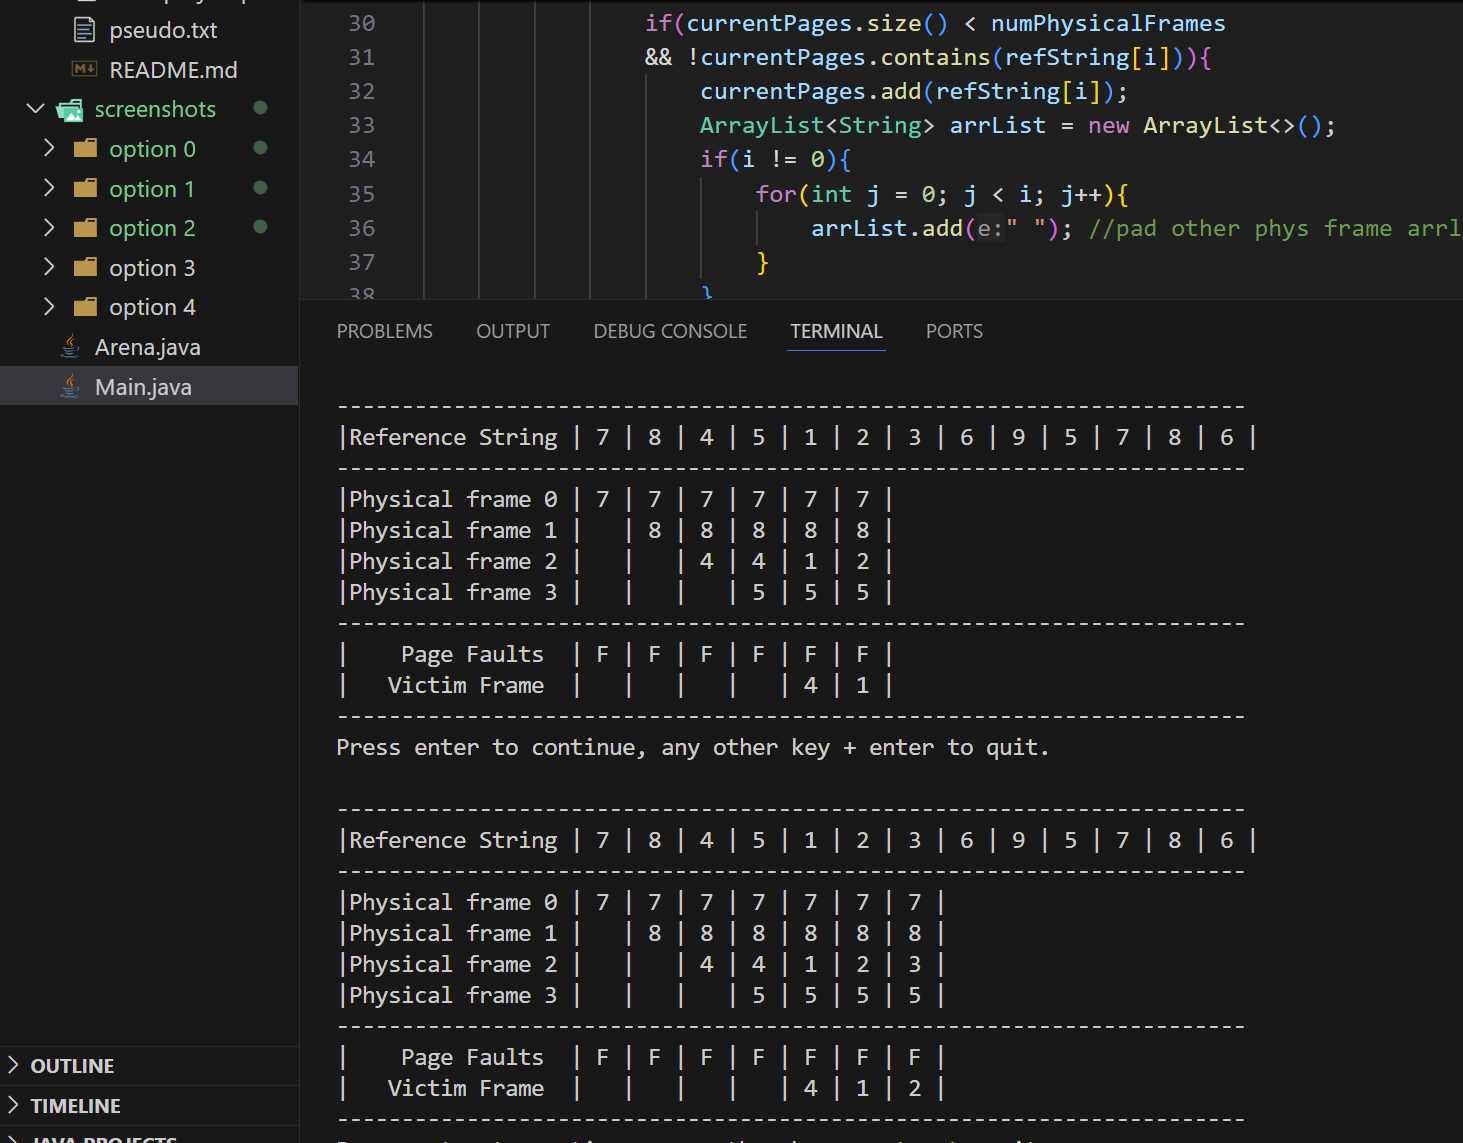 pseudo.txt
README.md
screenshots
option 0
option 1
option 2
option 3
option 4
Arena.java
Main.java
OUTLINE
TIMELINE
JAVA PROJECTS
30 if(currentPages.size() < numPhysicalFrames
31 && !currentPages.contains(refString[i])){
32 currentPages.add(refString[i]);
33 ArrayList<String> arrList = new ArrayList<>();
34 if(i != 0){
35 for(int j = 0; j < i; j++){
36 arrList.add(e:" "); //pad other phys frame arrl
37 }
38 }
PROBLEMS OUTPUT DEBUG CONSOLE TERMINAL PORTS
----------------------------------------------------------------------
|Reference String | 7 | 8 | 4 | 5 | 1 | 2 | 3 | 6 | 9 | 5 | 7 | 8 | 6 |
----------------------------------------------------------------------
|Physical frame 0 | 7 | 7 | 7 | 7 | 7 | 7 |
|Physical frame 1 |   | 8 | 8 | 8 | 8 | 8 |
|Physical frame 2 |   |   | 4 | 4 | 1 | 2 |
|Physical frame 3 |   |   |   | 5 | 5 | 5 |
----------------------------------------------------------------------
|    Page Faults  | F | F | F | F | F | F |
|   Victim Frame  |   |   |   |   | 4 | 1 |
----------------------------------------------------------------------
Press enter to continue, any other key + enter to quit.
----------------------------------------------------------------------
|Reference String | 7 | 8 | 4 | 5 | 1 | 2 | 3 | 6 | 9 | 5 | 7 | 8 | 6 |
----------------------------------------------------------------------
|Physical frame 0 | 7 | 7 | 7 | 7 | 7 | 7 | 7 |
|Physical frame 1 |   | 8 | 8 | 8 | 8 | 8 | 8 |
|Physical frame 2 |   |   | 4 | 4 | 1 | 2 | 3 |
|Physical frame 3 |   |   |   | 5 | 5 | 5 | 5 |
----------------------------------------------------------------------
|    Page Faults  | F | F | F | F | F | F | F |
|   Victim Frame  |   |   |   |   | 4 | 1 | 2 |
----------------------------------------------------------------------